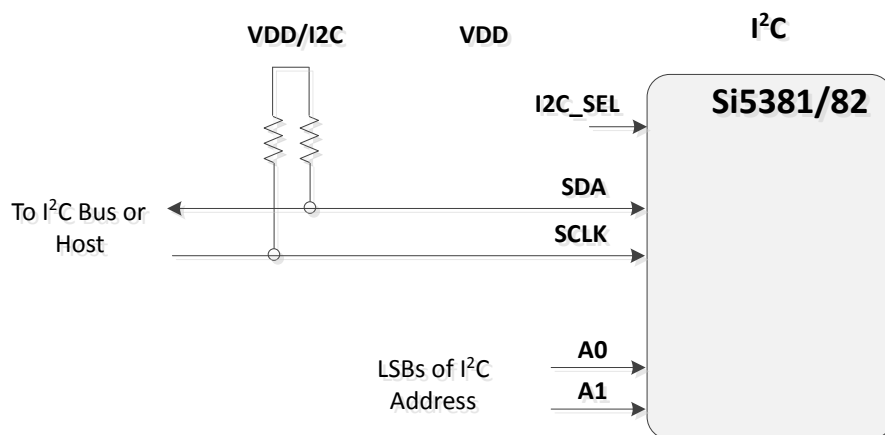 VDD/I2C
VDD
I²C
I2C_SEL
Si5381/82
SDA
To I²C Bus or
Host
SCLK
A0
LSBs of I²C
Address
A1